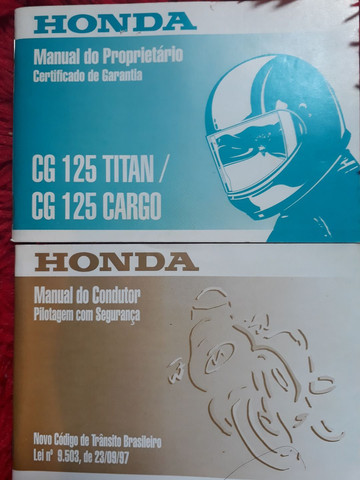 HONDA
Manual do Proprietário
Certificado de Garantia
CG 125 TITAN /
CG 125 CARGO
HONDA
Manual do Condutor
Pilotagem com Segurança
Novo Código de Trânsito Brasileiro
Lei nº 9.503, de 23/09/97